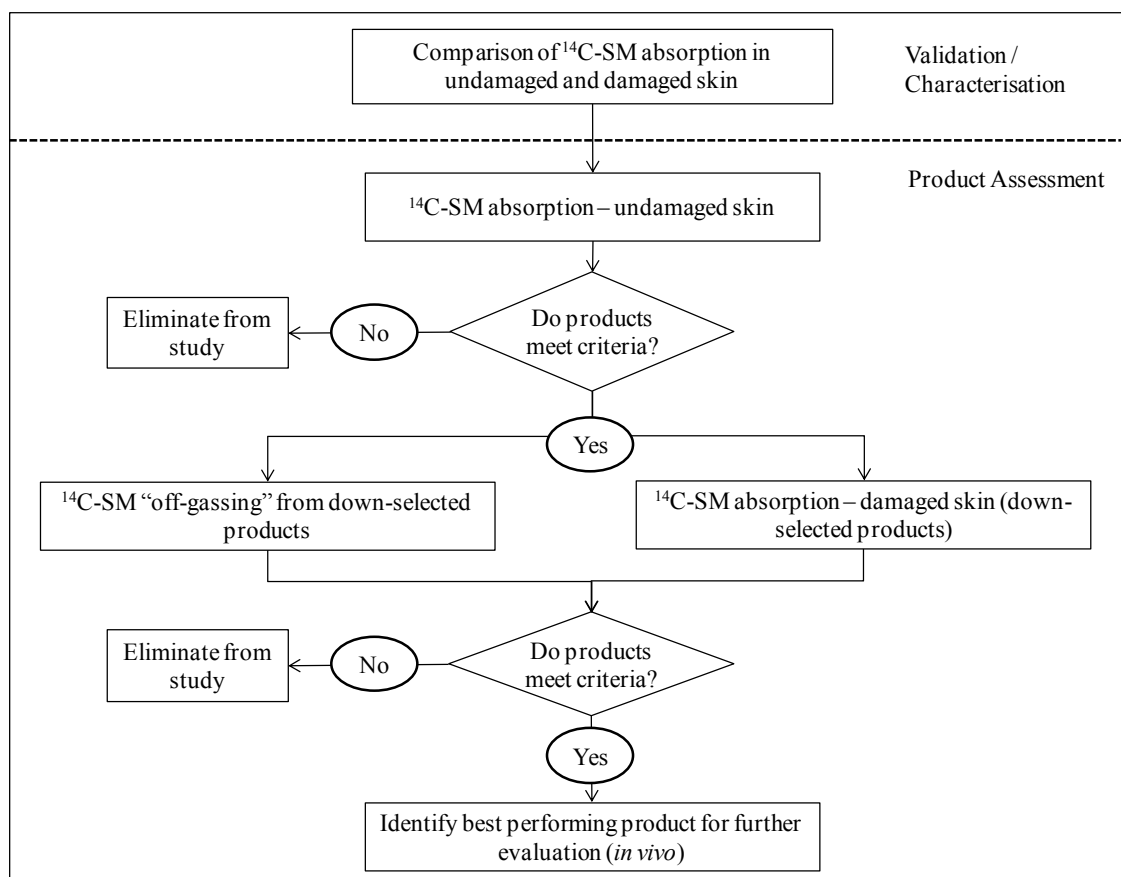 Comparison of ¹⁴C-SM absorption in
undamaged and damaged skin
Validation /
Characterisation
Product Assessment
¹⁴C-SM absorption – undamaged skin
Do products
meet criteria?
No
Eliminate from
study
Yes
¹⁴C-SM “off-gassing” from down-selected
products
¹⁴C-SM absorption – damaged skin (down-
selected products)
Do products
meet criteria?
No
Eliminate from
study
Yes
Identify best performing product for further
evaluation (in vivo)